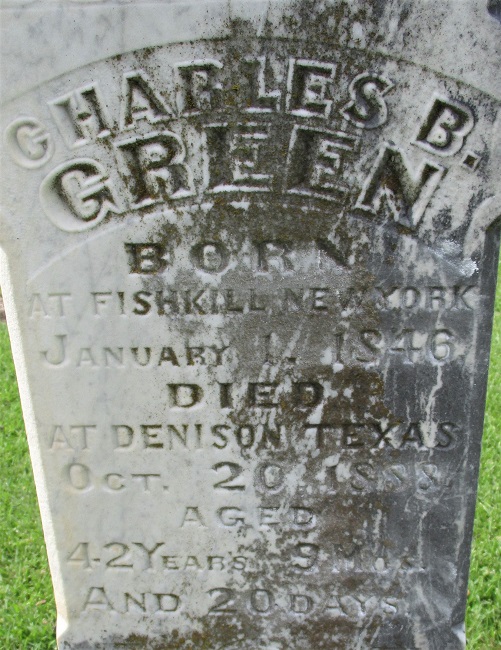 CHARLES B.
GREEN
BORN
AT FISHKILL NEW YORK
JANUARY 1. 1846
DIED
AT DENISON TEXAS
OCT. 20. 1888.
AGED
42 YEARS 9 MOS.
AND 20 DAYS